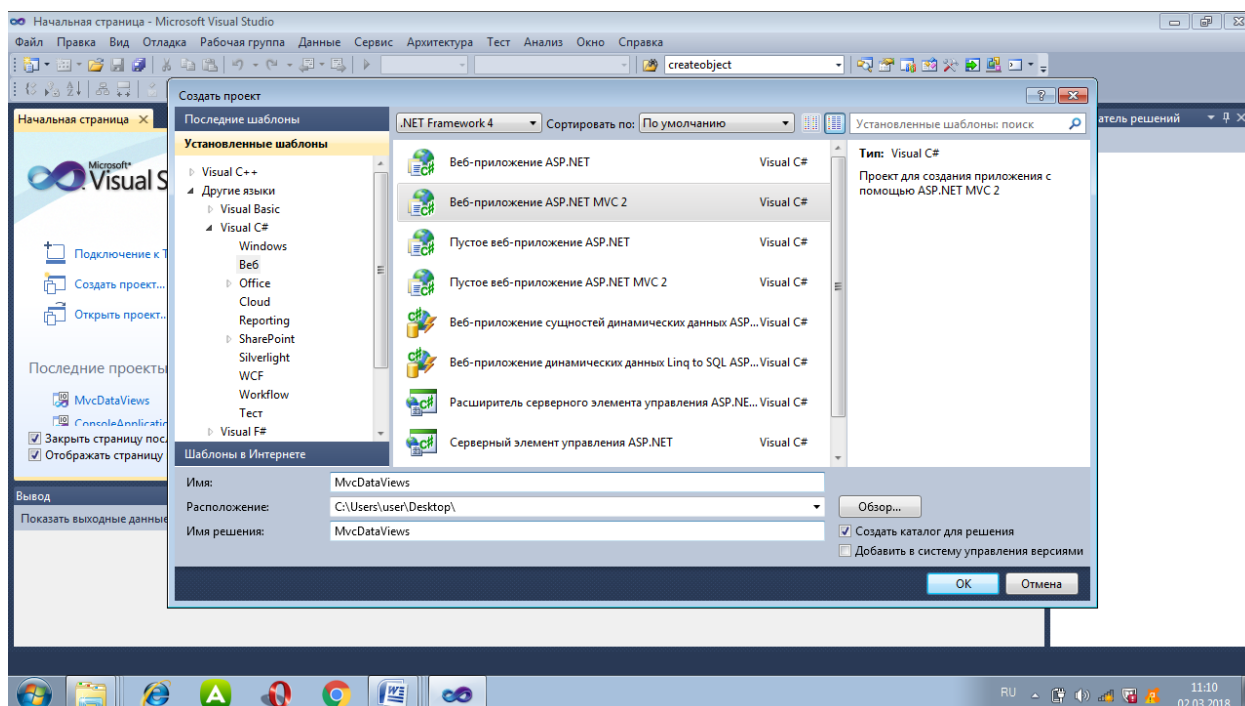 Начальная страница - Microsoft Visual Studio
Файл Правка Вид Отладка Рабочая группа Данные Сервис Архитектура Тест Анализ Окно Справка
createobject
Начальная страница
Microsoft
Visual S
Подключение к T
Создать проект...
Открыть проект..
Последние проекты
MvcDataViews
ConsoleApplicatic
Закрыть страницу пос
Отображать страницу
Вывод
Показать выходные данные
Создать проект
Последние шаблоны
Установленные шаблоны
Visual C++
Другие языки
Visual Basic
Visual C#
Windows
Веб
Office
Cloud
Reporting
SharePoint
Silverlight
WCF
Workflow
Тест
Visual F#
Шаблоны в Интернете
.NET Framework 4 Сортировать по: По умолчанию
Веб-приложение ASP.NET Visual C#
Веб-приложение ASP.NET MVC 2 Visual C#
Пустое веб-приложение ASP.NET Visual C#
Пустое веб-приложение ASP.NET MVC 2 Visual C#
Веб-приложение сущностей динамических данных ASP... Visual C#
Веб-приложение динамических данных Linq to SQL ASP... Visual C#
Расширитель серверного элемента управления ASP.NE... Visual C#
Серверный элемент управления ASP.NET Visual C#
Установленные шаблоны: поиск
Тип: Visual C#
Проект для создания приложения с
помощью ASP.NET MVC 2
Имя: MvcDataViews
Расположение: C:\Users\user\Desktop\
Имя решения: MvcDataViews
Обзор...
Создать каталог для решения
Добавить в систему управления версиями
OK Отмена
атель решений
RU
11:10
02.03.2018